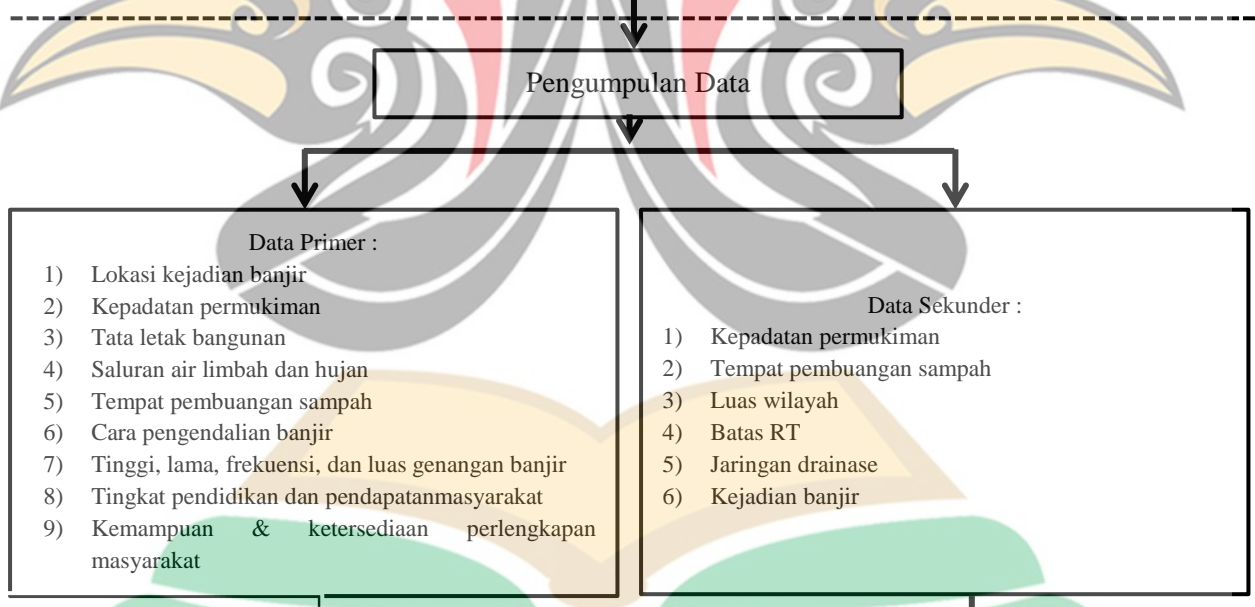 Pengumpulan Data
Data Primer :
1) Lokasi kejadian banjir
2) Kepadatan permukiman
3) Tata letak bangunan
4) Saluran air limbah dan hujan
5) Tempat pembuangan sampah
6) Cara pengendalian banjir
7) Tinggi, lama, frekuensi, dan luas genangan banjir
8) Tingkat pendidikan dan pendapatanmasyarakat
9) Kemampuan & ketersediaan perlengkapan
masyarakat
Data Sekunder :
1) Kepadatan permukiman
2) Tempat pembuangan sampah
3) Luas wilayah
4) Batas RT
5) Jaringan drainase
6) Kejadian banjir